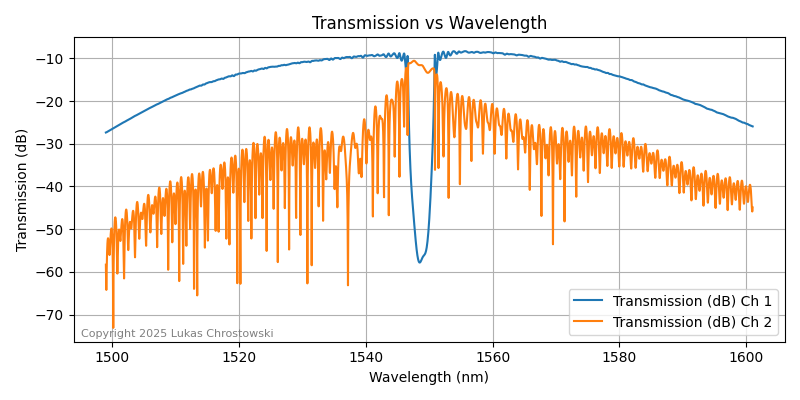 Transmission vs Wavelength
Transmission (dB)
−10
−20
−30
−40
−50
−60
−70
Transmission (dB) Ch 1
Transmission (dB) Ch 2
Copyright 2025 Lukas Chrostowski
1500
1520
1540
1560
1580
1600
Wavelength (nm)